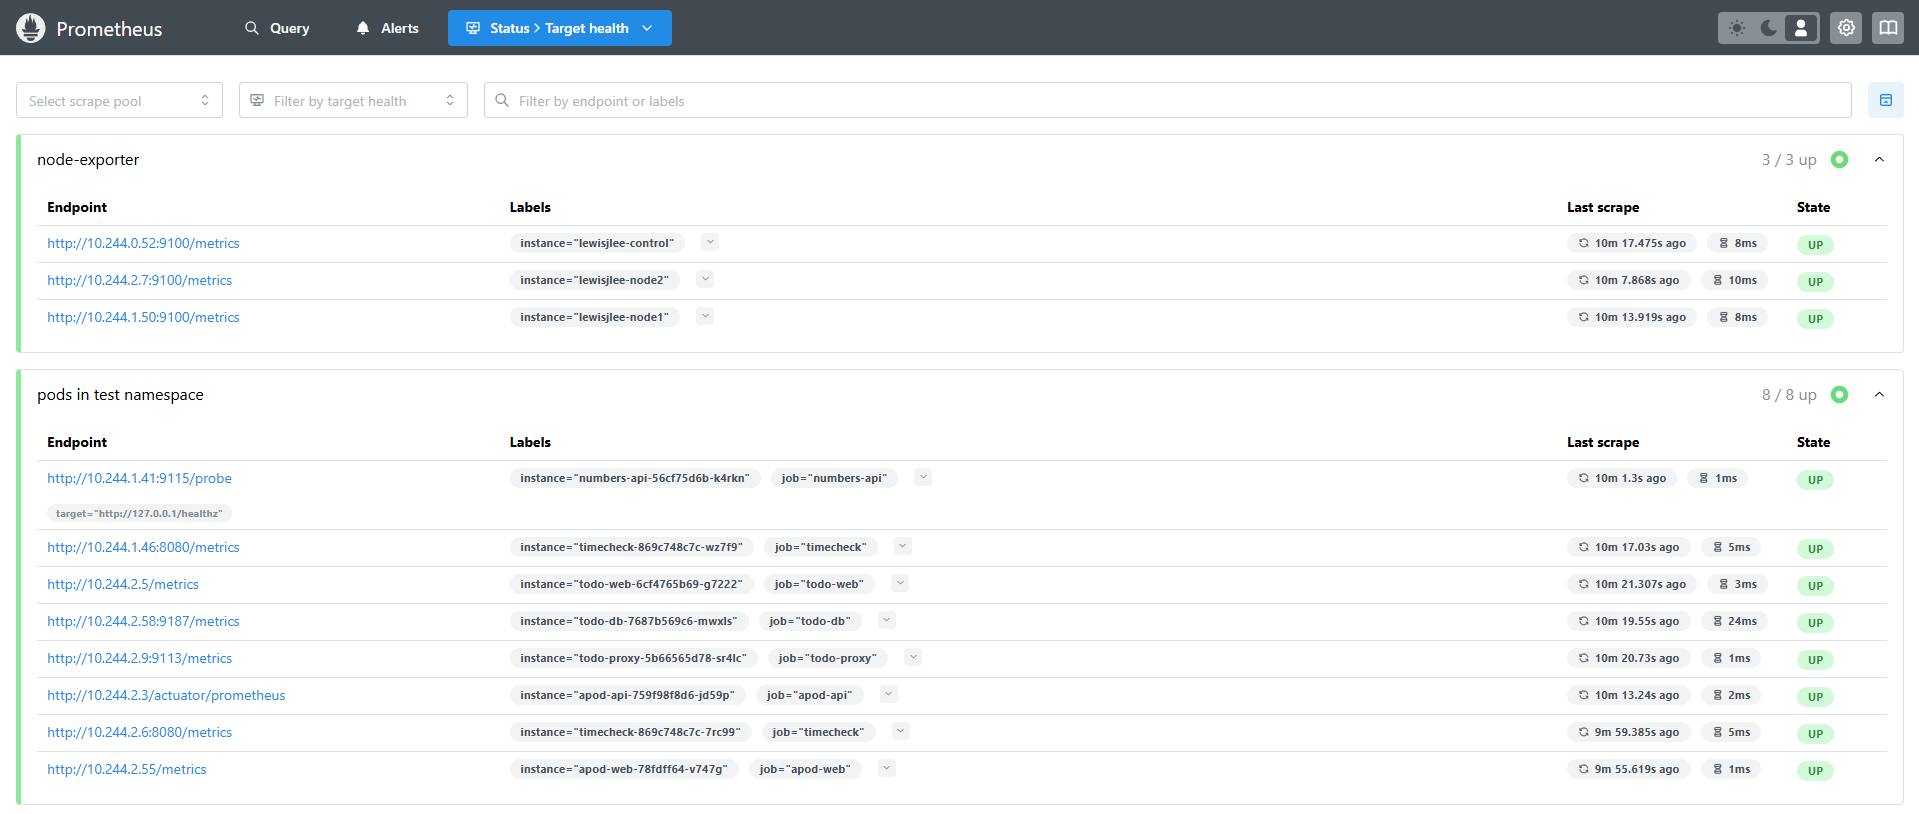 Prometheus Query Alerts Status > Target health
Select scrape pool Filter by target health Filter by endpoint or labels
node-exporter 3 / 3 up
Endpoint Labels Last scrape State
http://10.244.0.52:9100/metrics instance="lewisjlee-control" 10m 17.475s ago 8ms UP
http://10.244.2.7:9100/metrics instance="lewisjlee-node2" 10m 7.868s ago 10ms UP
http://10.244.1.50:9100/metrics instance="lewisjlee-node1" 10m 13.919s ago 8ms UP
pods in test namespace 8 / 8 up
Endpoint Labels Last scrape State
http://10.244.1.41:9115/probe instance="numbers-api-56cf75d6b-k4rkn" job="numbers-api" 10m 1.3s ago 1ms UP
target="http://127.0.0.1/healthz"
http://10.244.1.46:8080/metrics instance="timecheck-869c748c7c-wz7f9" job="timecheck" 10m 17.03s ago 5ms UP
http://10.244.2.5/metrics instance="todo-web-6cf4765b69-g7222" job="todo-web" 10m 21.307s ago 3ms UP
http://10.244.2.58:9187/metrics instance="todo-db-7687b569c6-mwxls" job="todo-db" 10m 19.55s ago 24ms UP
http://10.244.2.9:9113/metrics instance="todo-proxy-5b66565d78-sr4lc" job="todo-proxy" 10m 20.73s ago 1ms UP
http://10.244.2.3/actuator/prometheus instance="apod-api-759f98f8d6-jd59p" job="apod-api" 10m 13.24s ago 2ms UP
http://10.244.2.6:8080/metrics instance="timecheck-869c748c7c-7rc99" job="timecheck" 9m 59.385s ago 5ms UP
http://10.244.2.55/metrics instance="apod-web-78fdff64-v747g" job="apod-web" 9m 55.619s ago 1ms UP